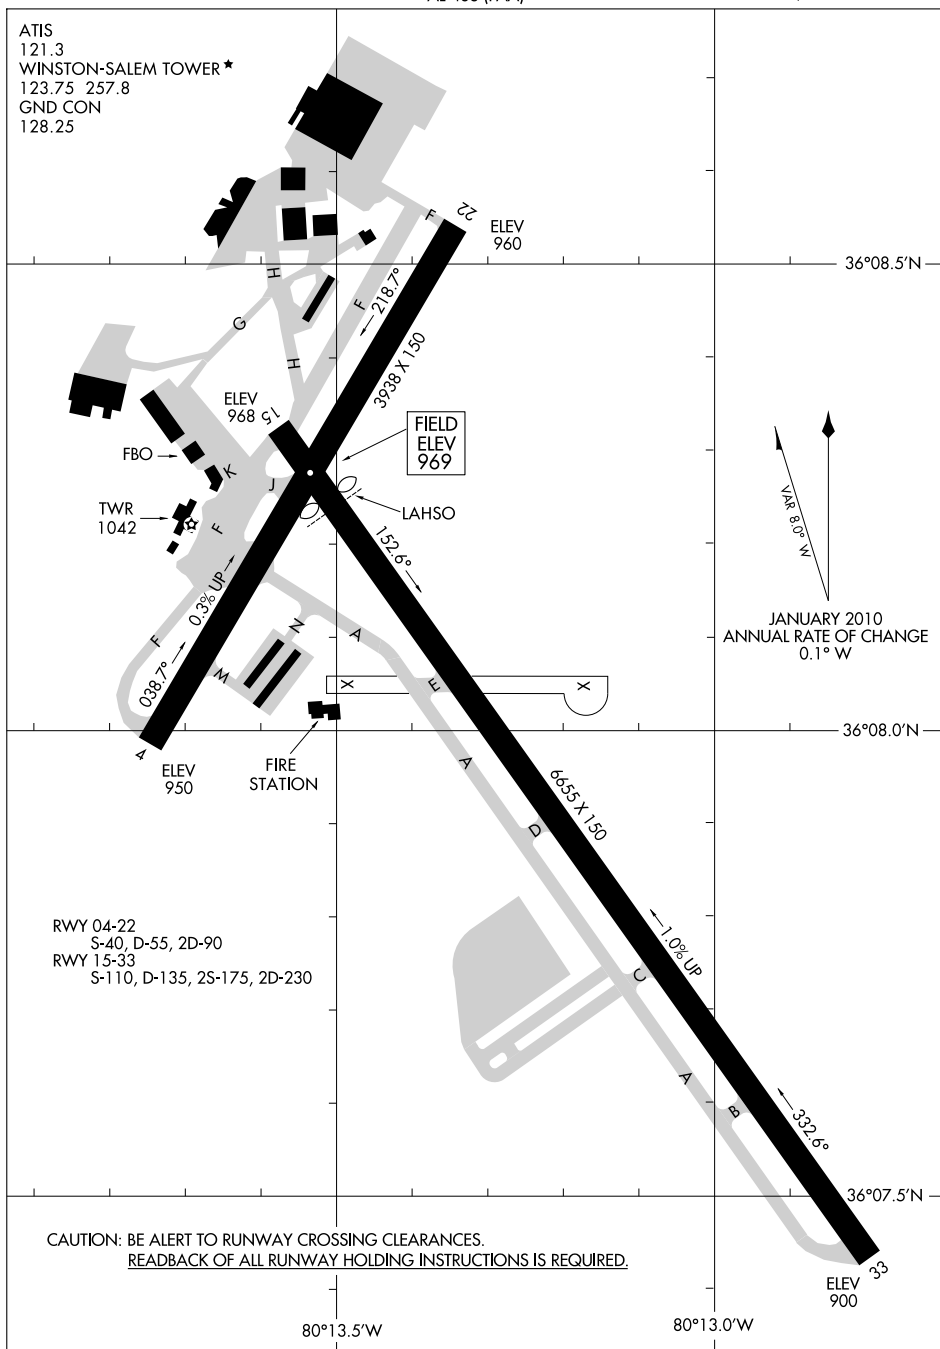 ATIS
121.3
WINSTON-SALEM TOWER★
123.75 257.8
GND CON
128.25
F
22
ELEV
960
36°08.5'N
H
F
218.7°
G
H
3938 X 150
ELEV
968
15
FIELD
ELEV
969
FBO
K
J
TWR
1042
LAHSO
F
152.6°
VAR 8.0° W
0.3% UP
JANUARY 2010
ANNUAL RATE OF CHANGE
0.1° W
N
A
F
M
038.7°
X
E
X
4
ELEV
950
FIRE
STATION
36°08.0'N
A
6655 X 150
D
RWY 04-22
S-40, D-55, 2D-90
RWY 15-33
S-110, D-135, 2S-175, 2D-230
1.0% UP
C
A
B
332.6°
36°07.5'N
CAUTION: BE ALERT TO RUNWAY CROSSING CLEARANCES.
READBACK OF ALL RUNWAY HOLDING INSTRUCTIONS IS REQUIRED.
33
ELEV
900
80°13.5'W
80°13.0'W